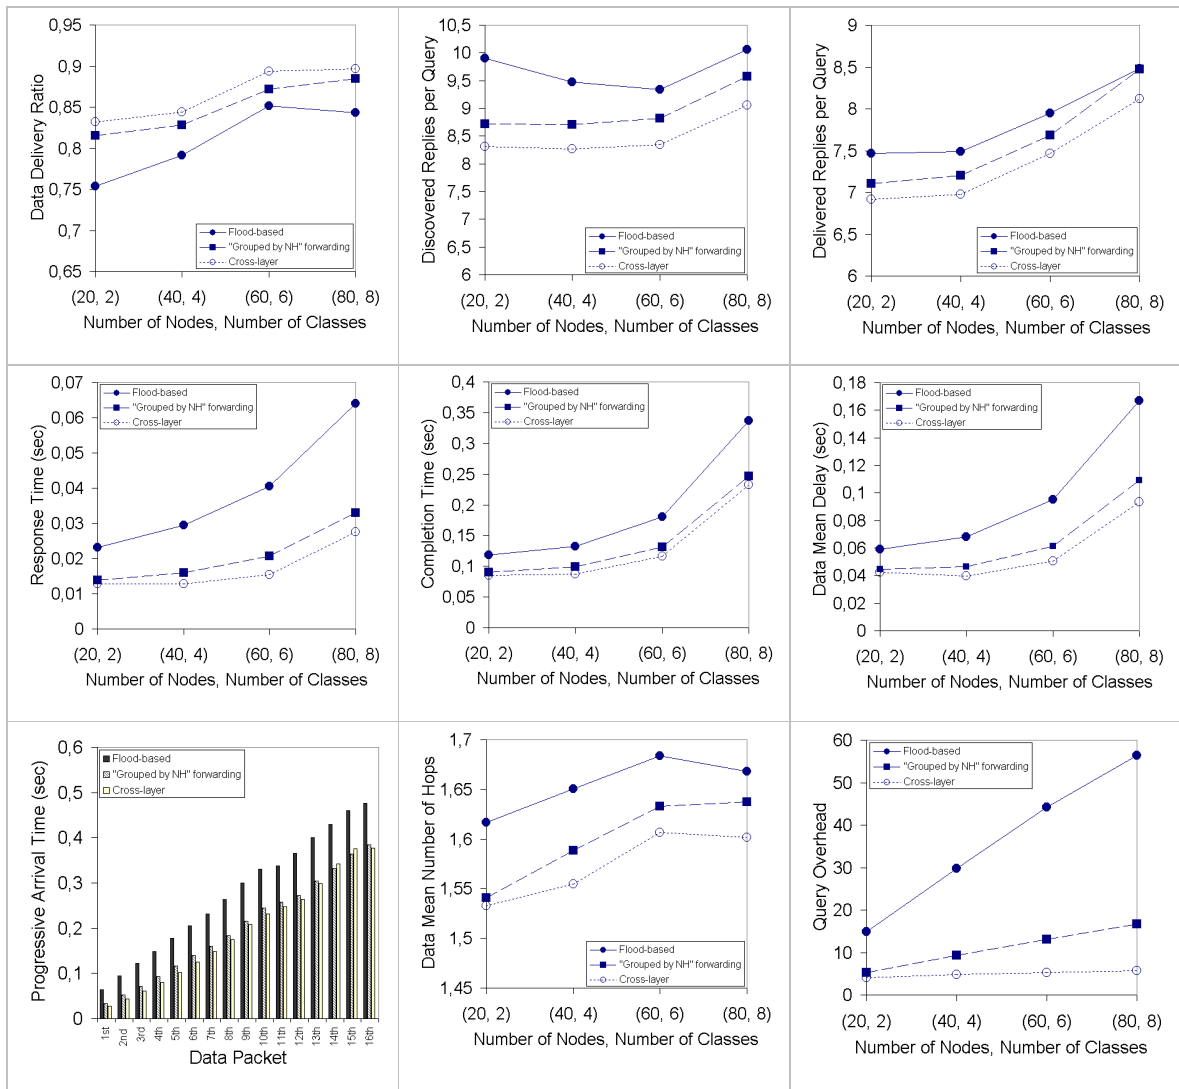 0,95
0,9
0,85
0,8
0,75
0,7
0,65
Data Delivery Ratio
Flood-based
"Grouped by NH" forwarding
Cross-layer
(20, 2) (40, 4) (60, 6) (80, 8)
Number of Nodes, Number of Classes
10,5
10
9,5
9
8,5
8
7,5
7
6,5
6
Discovered Replies per Query
Flood-based
"Grouped by NH" forwarding
Cross-layer
(20, 2) (40, 4) (60, 6) (80, 8)
Number of Nodes, Number of Classes
9
8,5
8
7,5
7
6,5
6
Delivered Replies per Query
Flood-based
"Grouped by NH" forwarding
Cross-layer
(20, 2) (40, 4) (60, 6) (80, 8)
Number of Nodes, Number of Classes
0,07
0,06
0,05
0,04
0,03
0,02
0,01
0
Response Time (sec)
Flood-based
"Grouped by NH" forwarding
Cross-layer
(20, 2) (40, 4) (60, 6) (80, 8)
Number of Nodes, Number of Classes
0,4
0,35
0,3
0,25
0,2
0,15
0,1
0,05
0
Completion Time (sec)
Flood-based
"Grouped by NH" forwarding
Cross-layer
(20, 2) (40, 4) (60, 6) (80, 8)
Number of Nodes, Number of Classes
0,18
0,16
0,14
0,12
0,1
0,08
0,06
0,04
0,02
0
Data Mean Delay (sec)
Flood-based
"Grouped by NH" forwarding
Cross-layer
(20, 2) (40, 4) (60, 6) (80, 8)
Number of Nodes, Number of Classes
0,6
0,5
0,4
0,3
0,2
0,1
0
Progressive Arrival Time (sec)
Flood-based
"Grouped by NH" forwarding
Cross-layer
1st 2nd 3rd 4th 5th 6th 7th 8th 9th 10th 11th 12th 13th 14th 15th 16th
Data Packet
1,7
1,65
1,6
1,55
1,5
1,45
Data Mean Number of Hops
Flood-based
"Grouped by NH" forwarding
Cross-layer
(20, 2) (40, 4) (60, 6) (80, 8)
Number of Nodes, Number of Classes
60
50
40
30
20
10
0
Query Overhead
Flood-based
"Grouped by NH" forwarding
Cross-layer
(20, 2) (40, 4) (60, 6) (80, 8)
Number of Nodes, Number of Classes